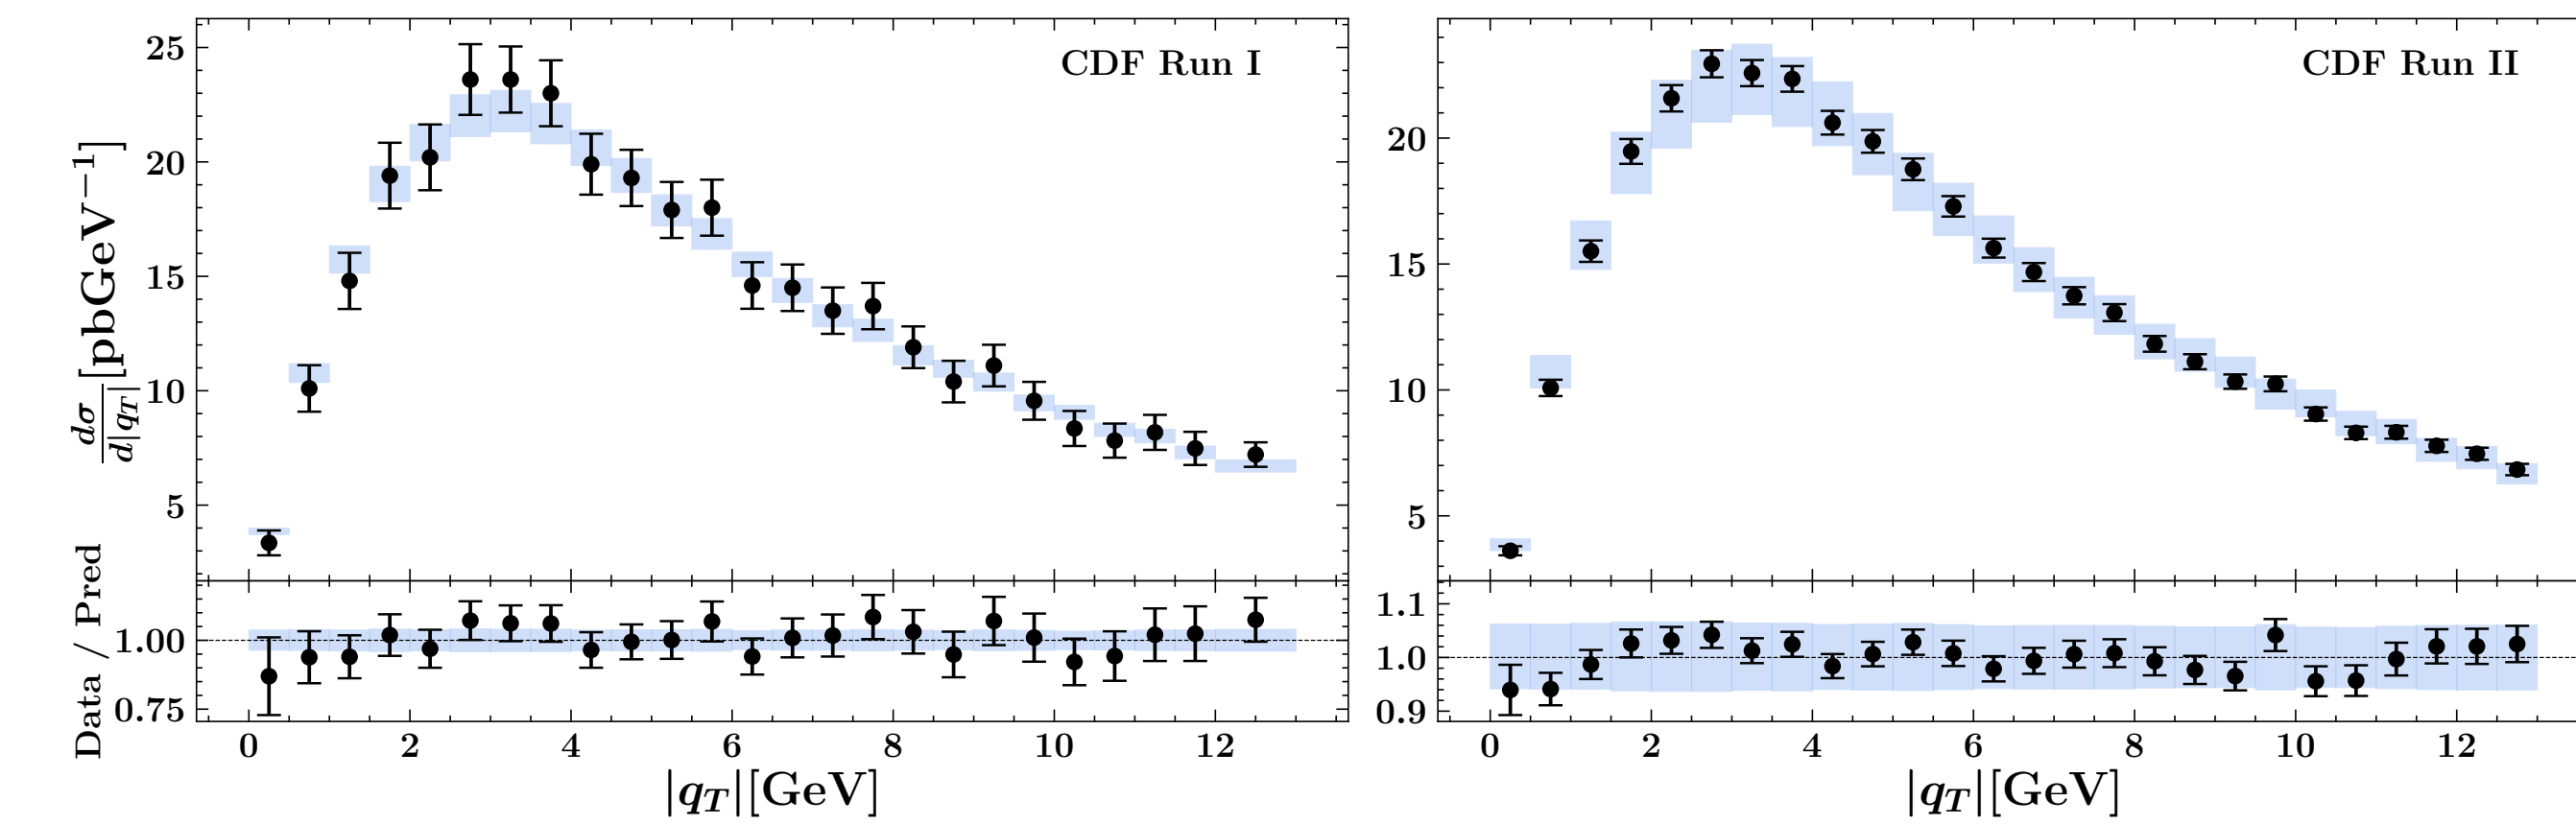 CDF Run I
25
20
15
10
5
dσ/d|q_T| [pbGeV⁻¹]
Data / Pred
1.00
0.75
0 2 4 6 8 10 12
|q_T|[GeV]
CDF Run II
20
15
10
5
1.1
1.0
0.9
0 2 4 6 8 10 12
|q_T|[GeV]